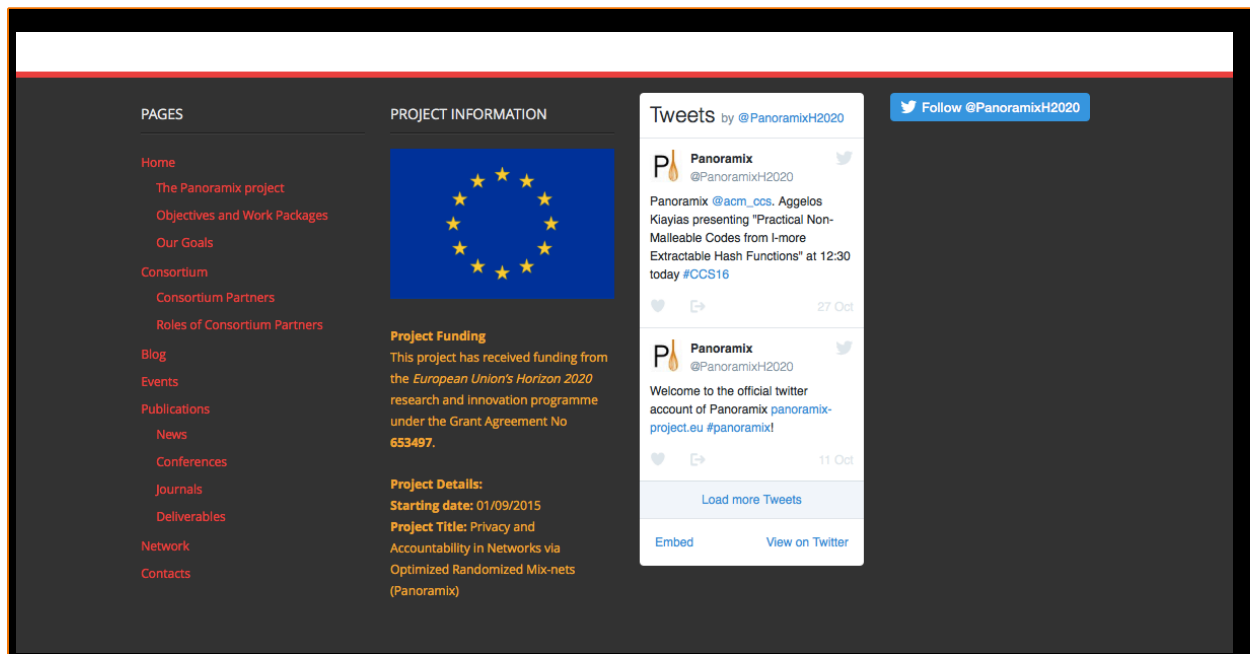 PAGES
Home
The Panoramix project
Objectives and Work Packages
Our Goals
Consortium
Consortium Partners
Roles of Consortium Partners
Blog
Events
Publications
News
Conferences
Journals
Deliverables
Network
Contacts
PROJECT INFORMATION
Project Funding
This project has received funding from
the European Union's Horizon 2020
research and innovation programme
under the Grant Agreement No
653497.
Project Details:
Starting date: 01/09/2015
Project Title: Privacy and
Accountability in Networks via
Optimized Randomized Mix-nets
(Panoramix)
Tweets by @PanoramixH2020
P
Panoramix
@PanoramixH2020
Panoramix @acm_ccs. Aggelos
Kiayias presenting "Practical Non-
Malleable Codes from l-more
Extractable Hash Functions" at 12:30
today #CCS16
27 Oct
P
Panoramix
@PanoramixH2020
Welcome to the official twitter
account of Panoramix panoramix-
project.eu #panoramix!
11 Oct
Load more Tweets
Embed View on Twitter
Follow @PanoramixH2020